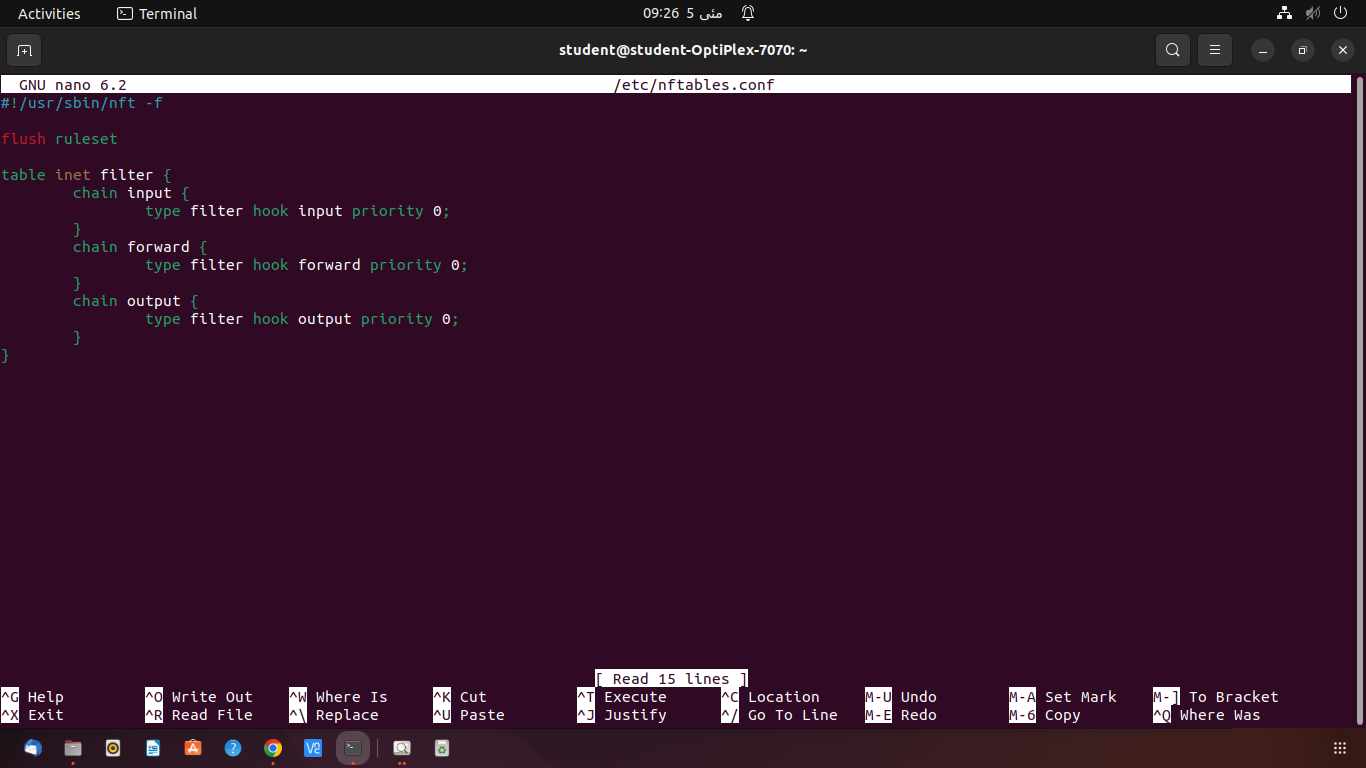 Activities
Terminal
09:26 5 مئی
student@student-OptiPlex-7070: ~
GNU nano 6.2 /etc/nftables.conf
#!/usr/sbin/nft -f
flush ruleset
table inet filter {
chain input {
type filter hook input priority 0;
}
chain forward {
type filter hook forward priority 0;
}
chain output {
type filter hook output priority 0;
}
}
[ Read 15 lines ]
^G Help ^O Write Out ^W Where Is ^K Cut ^T Execute ^C Location M-U Undo M-A Set Mark M-] To Bracket
^X Exit ^R Read File ^\ Replace ^U Paste ^J Justify ^/ Go To Line M-E Redo M-6 Copy ^Q Where Was